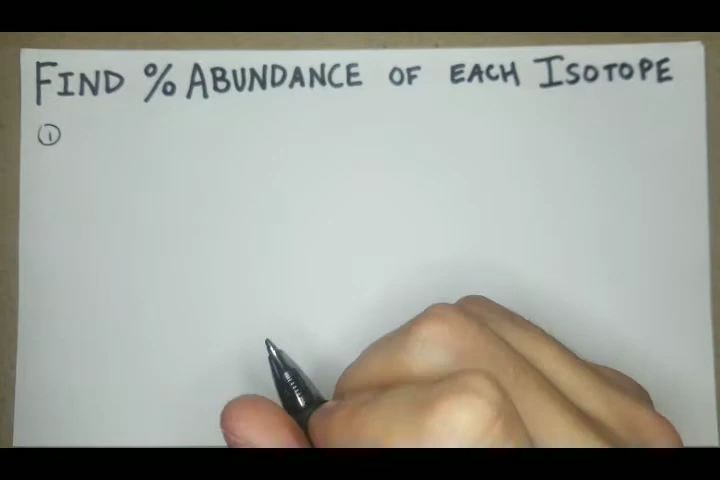 FIND % ABUNDANCE OF EACH ISOTOPE
①